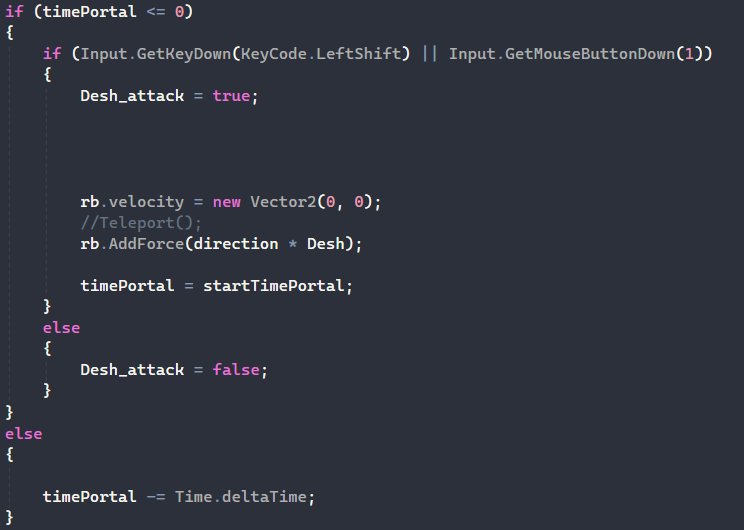 if (timePortal <= 0)
{
if (Input.GetKeyDown(KeyCode.LeftShift) || Input.GetMouseButtonDown(1))
{
Desh_attack = true;
rb.velocity = new Vector2(0, 0);
//Teleport();
rb.AddForce(direction * Desh);
timePortal = startTimePortal;
}
else
{
Desh_attack = false;
}
}
else
{
timePortal -= Time.deltaTime;
}